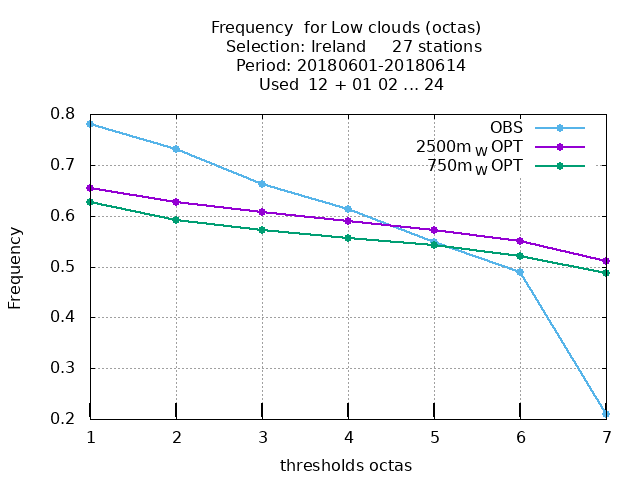 Frequency  for Low clouds (octas)
Selection: Ireland     27 stations
Period: 20180601-20180614
Used  12 + 01 02 ... 24
OBS
2500m_W OPT
750m_W OPT
0.8
0.7
0.6
0.5
0.4
0.3
0.2
Frequency
1 2 3 4 5 6 7
thresholds octas